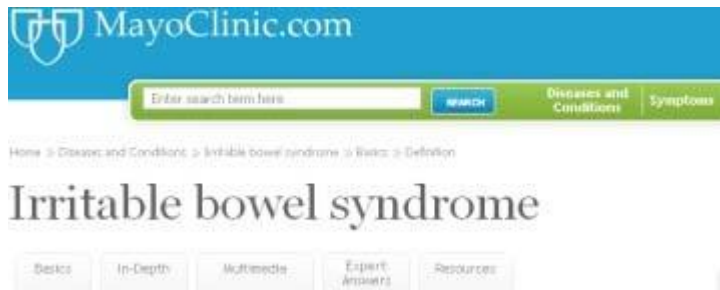 MayoClinic.com
Enter search term here
SEARCH
Diseases and
Conditions
Symptoms
Home » Diseases and Conditions » Irritable bowel syndrome » Basics » Definition
Irritable bowel syndrome
Basics
In-Depth
Multimedia
Expert
Answers
Resources